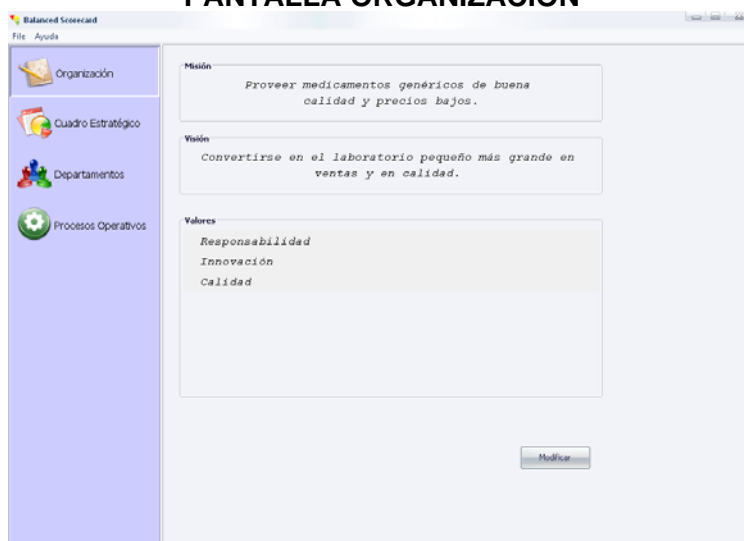 PANTALLA ORGANIZACIÓN
Balanced Scorecard
File Ayuda
Organización
Cuadro Estratégico
Departamentos
Procesos Operativos
Misión
Proveer medicamentos genéricos de buena
calidad y precios bajos.
Visión
Convertirse en el laboratorio pequeño más grande en
ventas y en calidad.
Valores
Responsabilidad
Innovación
Calidad
Modificar